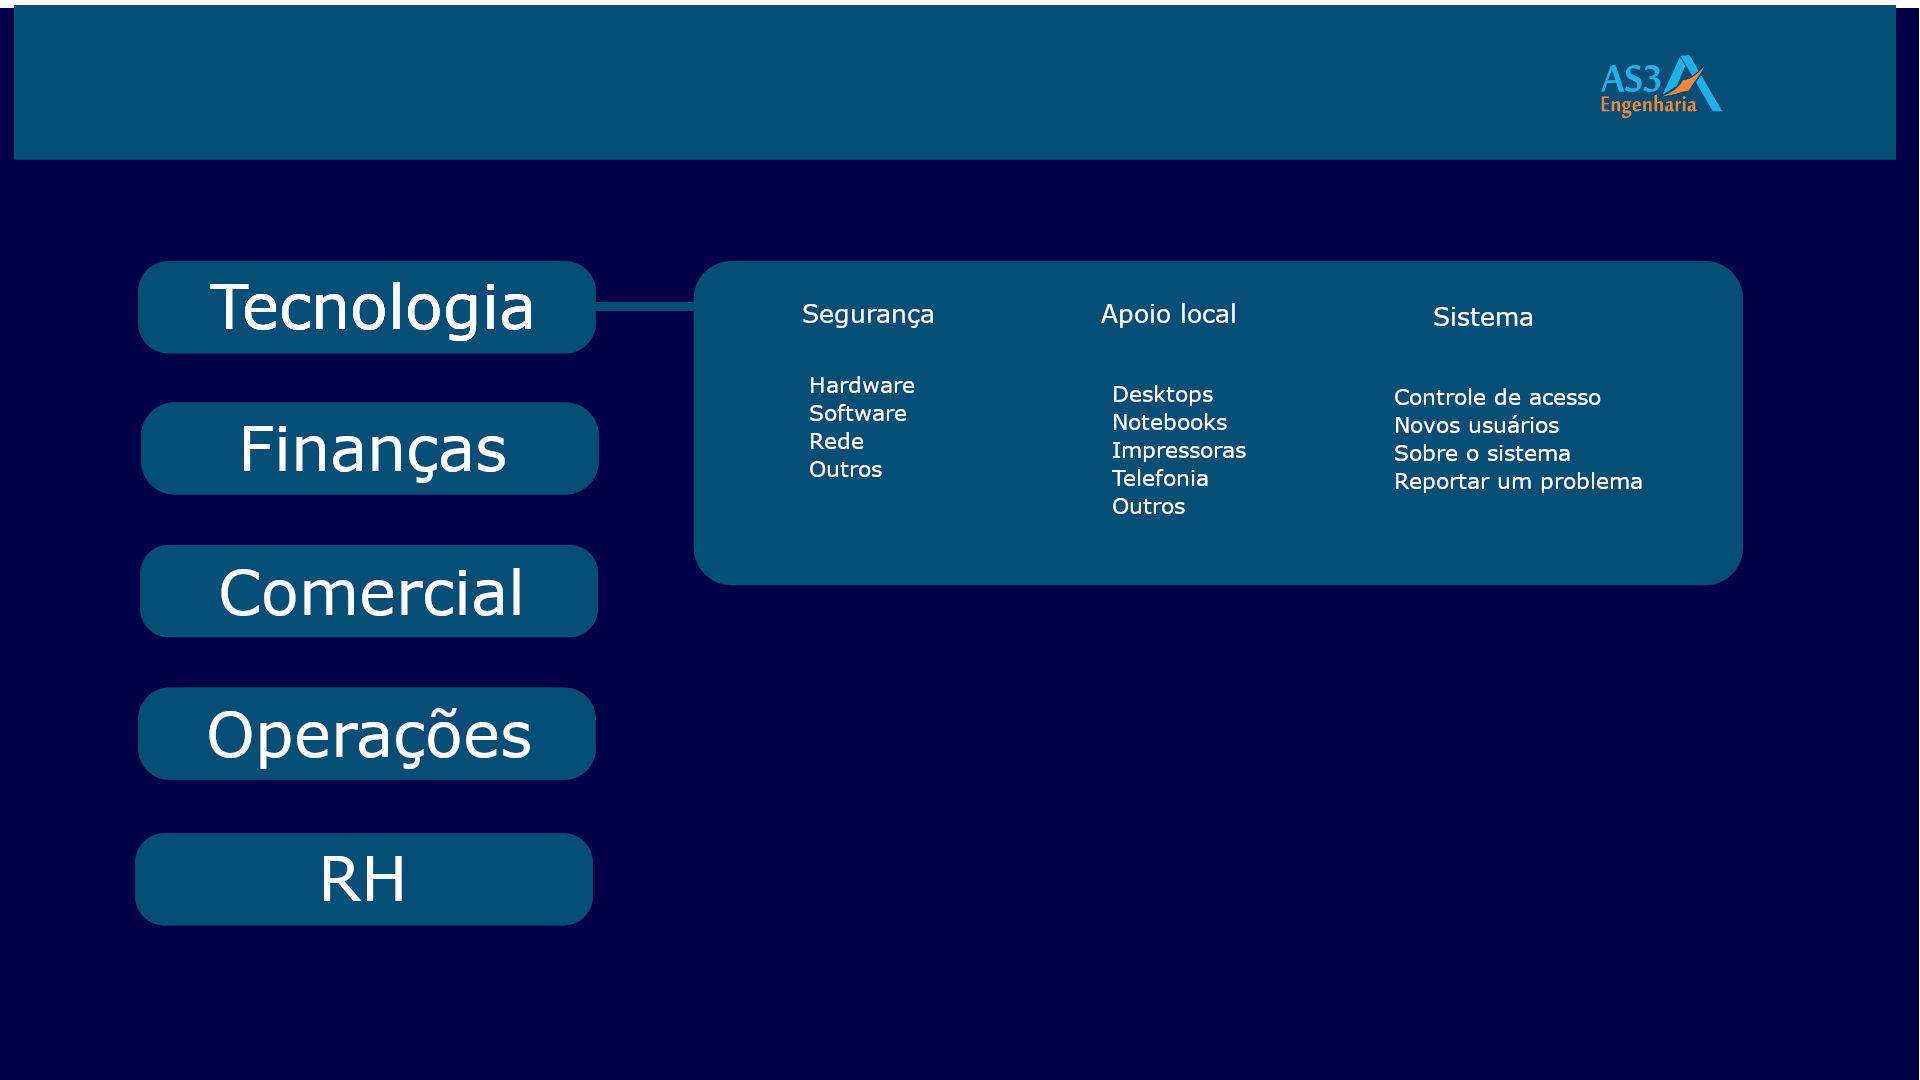 AS3
Engenharia
Tecnologia
Finanças
Comercial
Operações
RH
Segurança
Hardware
Software
Rede
Outros
Apoio local
Desktops
Notebooks
Impressoras
Telefonia
Outros
Sistema
Controle de acesso
Novos usuários
Sobre o sistema
Reportar um problema